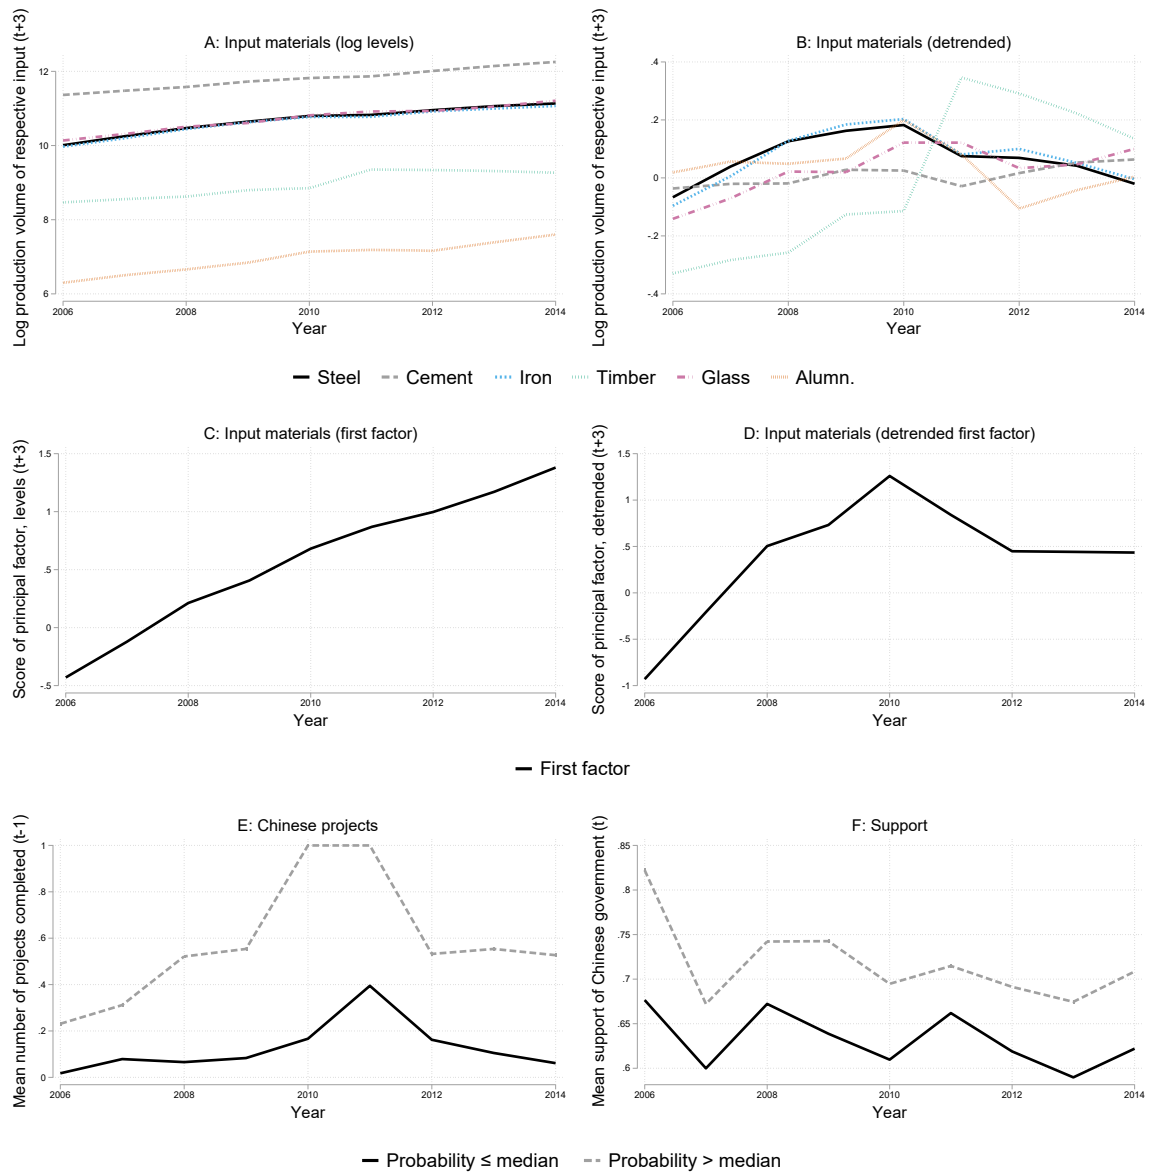 A: Input materials (log levels)
Log production volume of respective input (t+3)
12
10
8
6
2006
2008
2010
2012
2014
Year
B: Input materials (detrended)
Log production volume of respective input (t+3)
.4
.2
0
-.2
-.4
2006
2008
2010
2012
2014
Year
Steel Cement Iron Timber Glass Alumn.
C: Input materials (first factor)
Score of principal factor, levels (t+3)
1.5
1
.5
0
-.5
2006
2008
2010
2012
2014
Year
D: Input materials (detrended first factor)
Score of principal factor, detrended (t+3)
1.5
1
.5
0
-.5
-1
2006
2008
2010
2012
2014
Year
First factor
E: Chinese projects
Mean number of projects completed (t-1)
1
.8
.6
.4
.2
0
2006
2008
2010
2012
2014
Year
F: Support
Mean support of Chinese government (t)
.85
.8
.75
.7
.65
.6
2006
2008
2010
2012
2014
Year
Probability ≤ median Probability > median